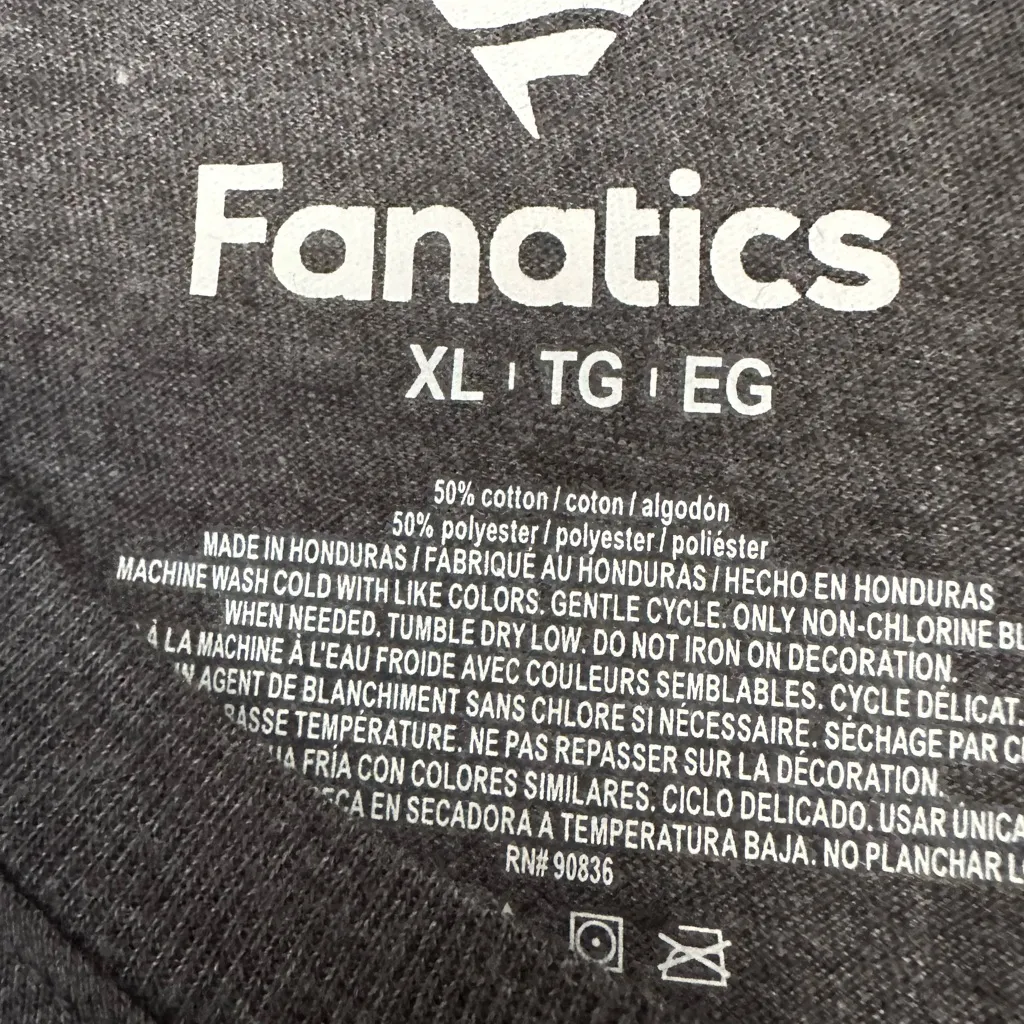 Fanatics
XL | TG | EG
50% cotton / coton / algodón
50% polyester / polyester / poliéster
MADE IN HONDURAS / FABRIQUÉ AU HONDURAS / HECHO EN HONDURAS
MACHINE WASH COLD WITH LIKE COLORS. GENTLE CYCLE. ONLY NON-CHLORINE
WHEN NEEDED. TUMBLE DRY LOW. DO NOT IRON ON DECORATION.
À LA MACHINE À L'EAU FROIDE AVEC COULEURS SEMBLABLES. CYCLE DÉLICAT.
AGENT DE BLANCHIMENT SANS CHLORE SI NÉCESSAIRE. SÉCHAGE PAR
BASSE TEMPÉRATURE. NE PAS REPASSER SUR LA DÉCORATION.
FRÍA CON COLORES SIMILARES. CICLO DELICADO. USAR
EN SECADORA A TEMPERATURA BAJA. NO PLANCHAR
RN# 90836